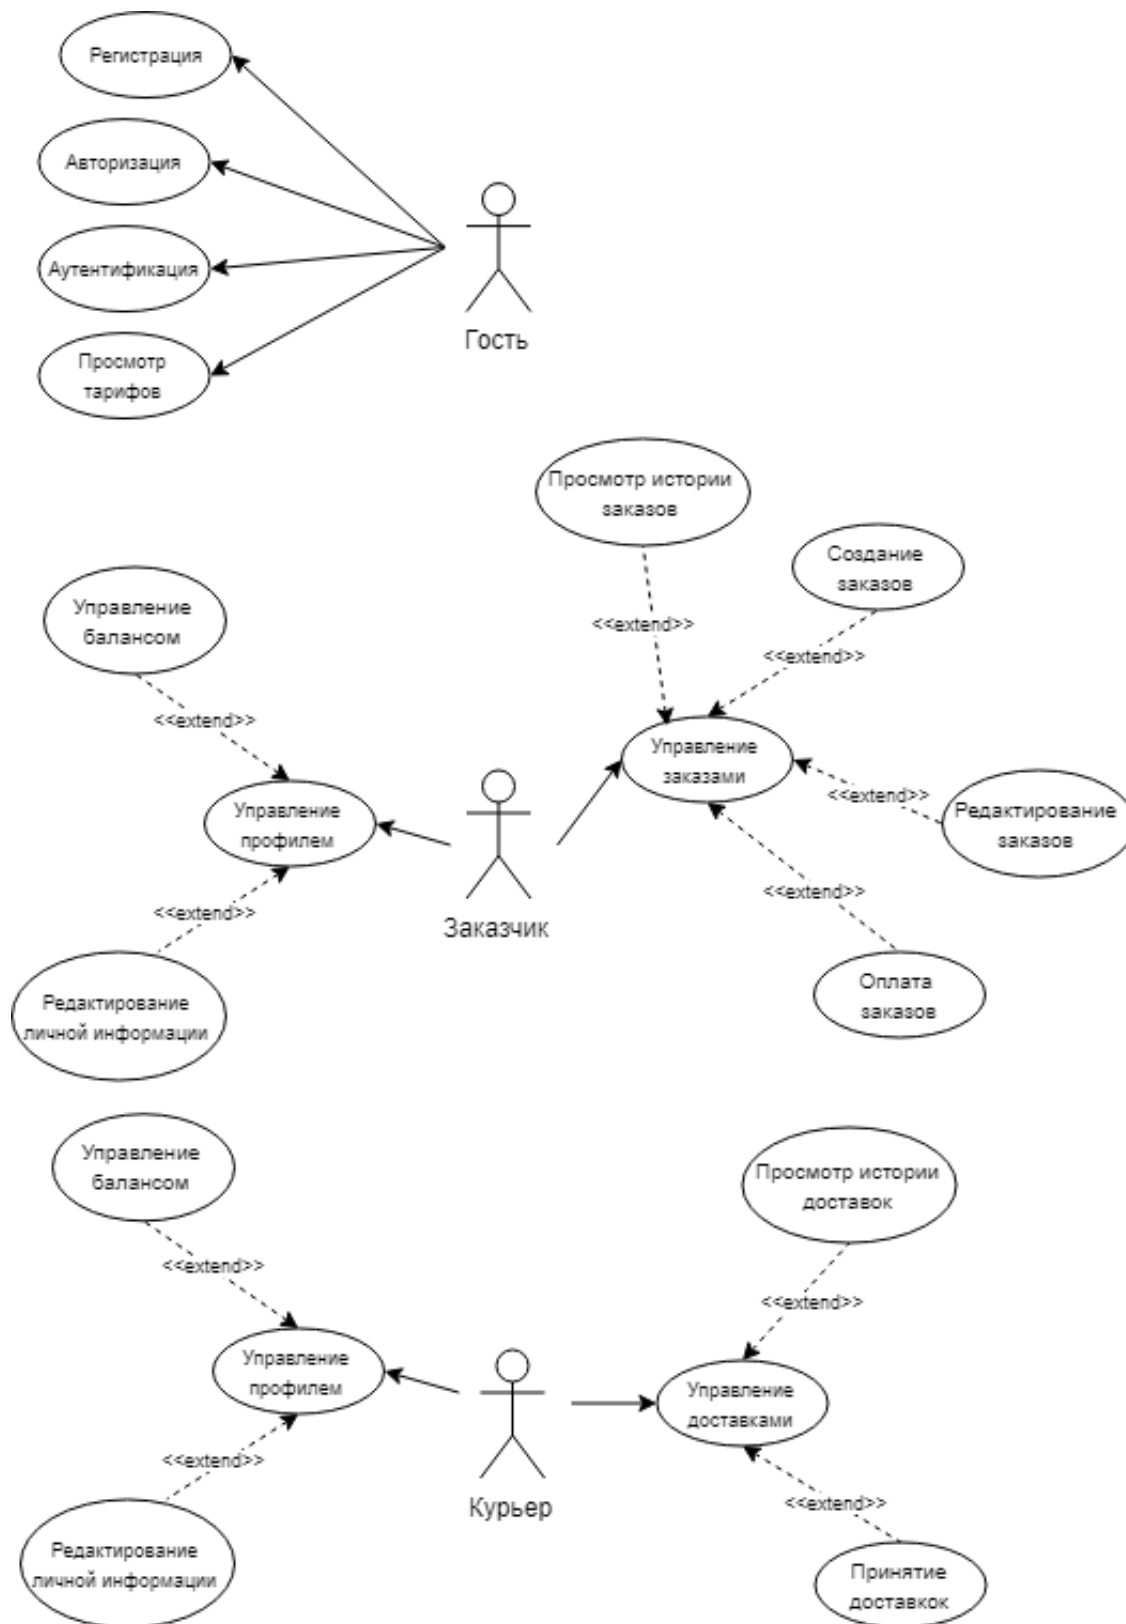 Регистрация
Авторизация
Аутентификация
Просмотр
тарифов
Гость
Просмотр истории
заказов
Создание
заказов
<<extend>>
<<extend>>
Управление
балансом
<<extend>>
Управление
профилем
<<extend>>
Редактирование
личной информации
Заказчик
Управление
заказами
<<extend>>
Редактирование
заказов
<<extend>>
Оплата
заказов
Управление
балансом
<<extend>>
Управление
профилем
<<extend>>
Редактирование
личной информации
Курьер
Просмотр истории
доставок
<<extend>>
Управление
доставками
<<extend>>
Принятие
доставкок